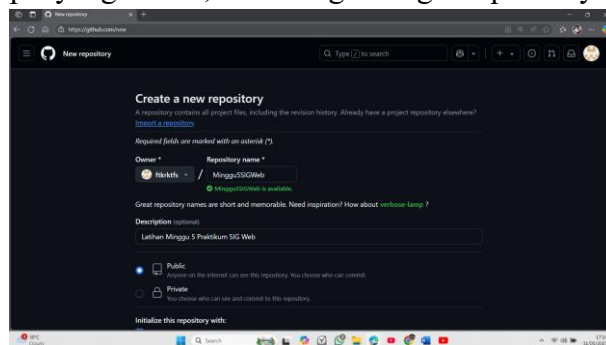 New repository
https://github.com/new
New repository
Type / to search
Create a new repository
A repository contains all project files, including the revision history. Already have a project repository elsewhere?
Import a repository.
Required fields are marked with an asterisk (*).
Owner * Repository name *
ftkrktfs / Minggu5SIGWeb
Minggu5SIGWeb is available.
Great repository names are short and memorable. Need inspiration? How about verbose-lamp ?
Description (optional)
Latihan Minggu 5 Praktikum SIG Web
Public
Anyone on the internet can see this repository. You choose who can commit.
Private
You choose who can see and commit to this repository.
Initialize this repository with:
Search